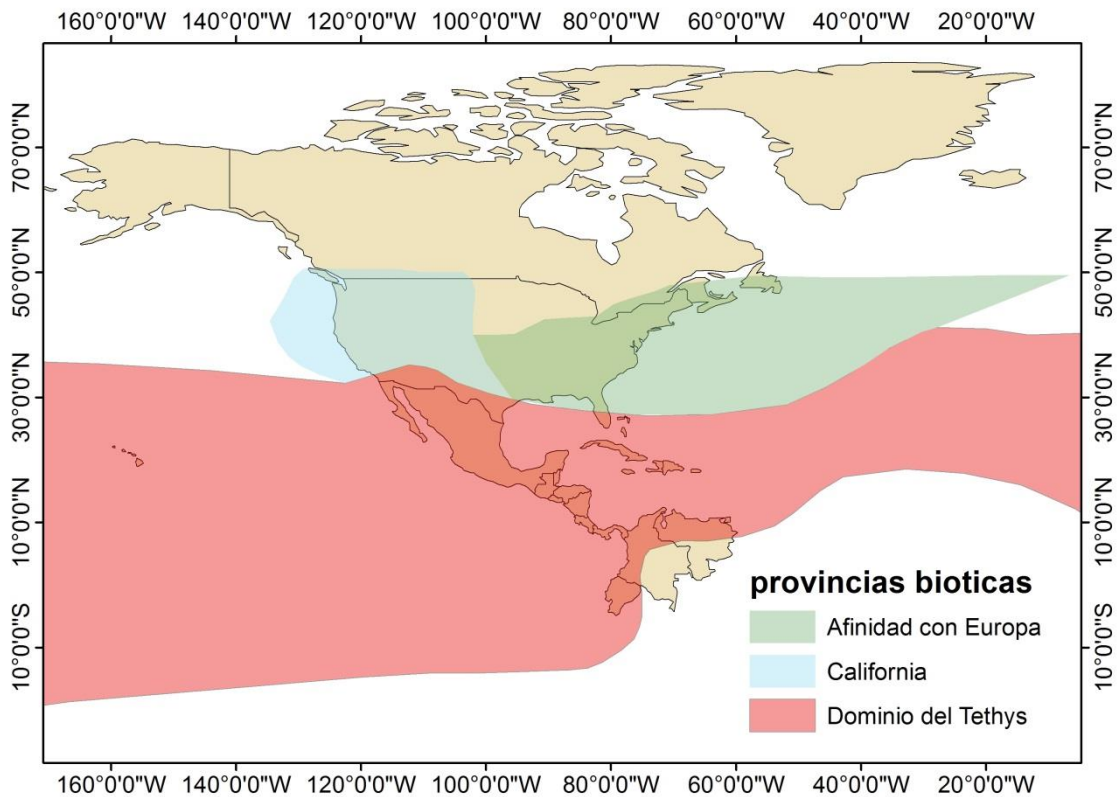 160°0'0"W 140°0'0"W 120°0'0"W 100°0'0"W 80°0'0"W 60°0'0"W 40°0'0"W 20°0'0"W
70°0'0"N 70°0'0"N
50°0'0"N 50°0'0"N
30°0'0"N 30°0'0"N
10°0'0"N 10°0'0"N
10°0'0"S 10°0'0"S
provincias bioticas
Afinidad con Europa
California
Dominio del Tethys
160°0'0"W 140°0'0"W 120°0'0"W 100°0'0"W 80°0'0"W 60°0'0"W 40°0'0"W 20°0'0"W